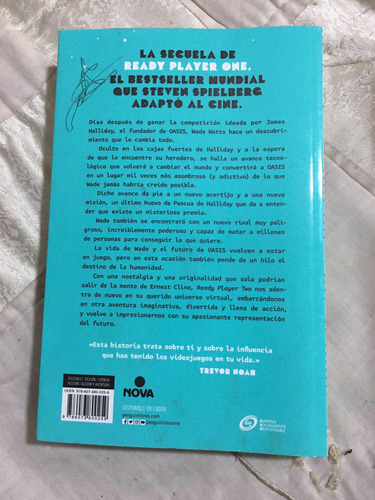 LA SECUELA DE
READY PLAYER ONE,
EL BESTSELLER MUNDIAL
QUE STEVEN SPIELBERG
ADAPTÓ AL CINE.
Días después de ganar la competición ideada por James
Halliday, el fundador de OASIS, Wade Watts hace un descubri-
miento que lo cambia todo.
Oculto en las cajas fuertes de Halliday y a la espera
de que lo encuentre su heredero, se halla un avance tecno-
lógico que volverá a cambiar el mundo y convertirá a OASIS
en un lugar mil veces más asombroso (y adictivo) de lo que
Wade jamás habría creído posible.
Dicho avance da pie a un nuevo acertijo y a una nueva
misión, un último Huevo de Pascua de Halliday que da a enten-
der que existe un misterioso premio.
Wade también se encontrará con un nuevo rival muy peli-
groso, increíblemente poderoso y capaz de matar a millones
de personas para conseguir lo que quiere.
La vida de Wade y el futuro de OASIS vuelven a estar
en juego, pero en esta ocasión también pende de un hilo el
destino de la humanidad.
Con una nostalgia y una originalidad que solo podrían
salir de la mente de Ernest Cline, Ready Player Two nos aden-
tra de nuevo en su querido universo virtual, embarcándonos
en otra aventura imaginativa, divertida y llena de acción,
y vuelve a impresionarnos con su apasionante representación
del futuro.
«Esta historia trata sobre ti y sobre la influencia
que han tenido los videojuegos en tu vida.»
TREVOR NOAH
NOVA
DISPONIBLE EN EBOOK
penguinlibros.com
penguinlibrosmx
EMPRESA
SOCIALMENTE
RESPONSABLE